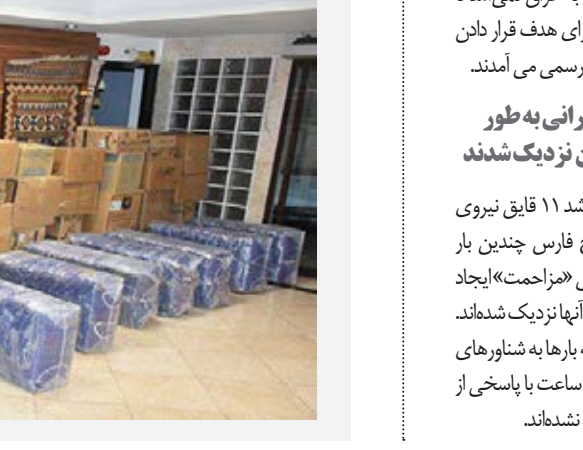 رای هدف قرار دادن
رسمی می آمدند.
رانی به طور
ن نزدیک شدند
شد ۱۱ قایق نیروی
ج فارس چندین بار
ی «مزاحمت» ایجاد
آنها نزدیک شده‌اند.
ه بارها به شناورهای
ساعت با پاسخی از
نشده‌اند.